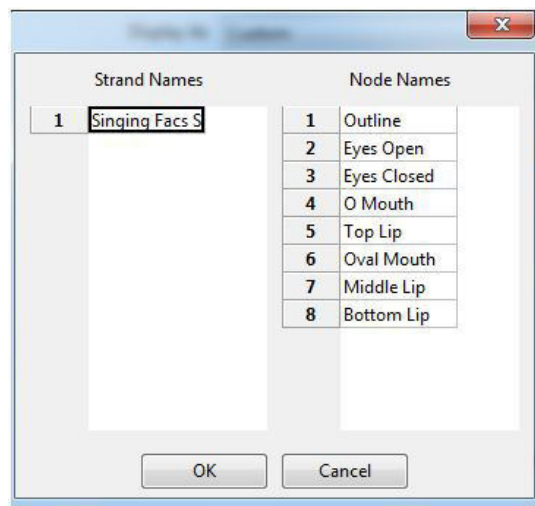 Strand Names
Node Names
1 Singing Facs S
1 Outline
2 Eyes Open
3 Eyes Closed
4 O Mouth
5 Top Lip
6 Oval Mouth
7 Middle Lip
8 Bottom Lip
OK
Cancel